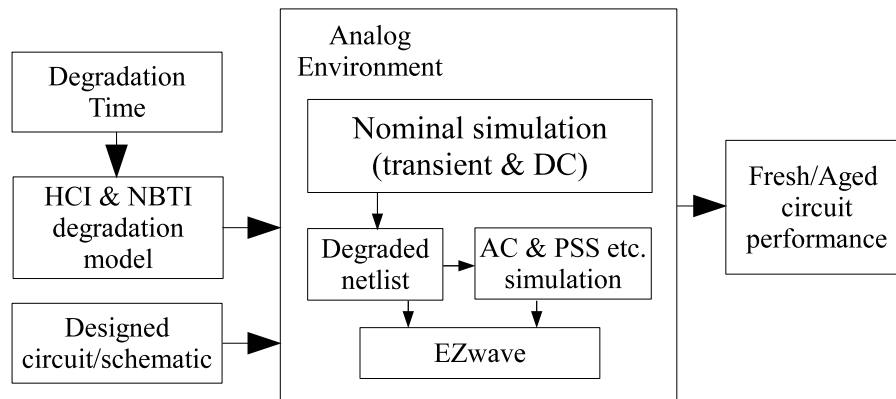 Degradation
Time
HCI & NBTI
degradation
model
Designed
circuit/schematic
Analog
Environment
Nominal simulation
(transient & DC)
Degraded
netlist
AC & PSS etc.
simulation
EZwave
Fresh/Aged
circuit
performance